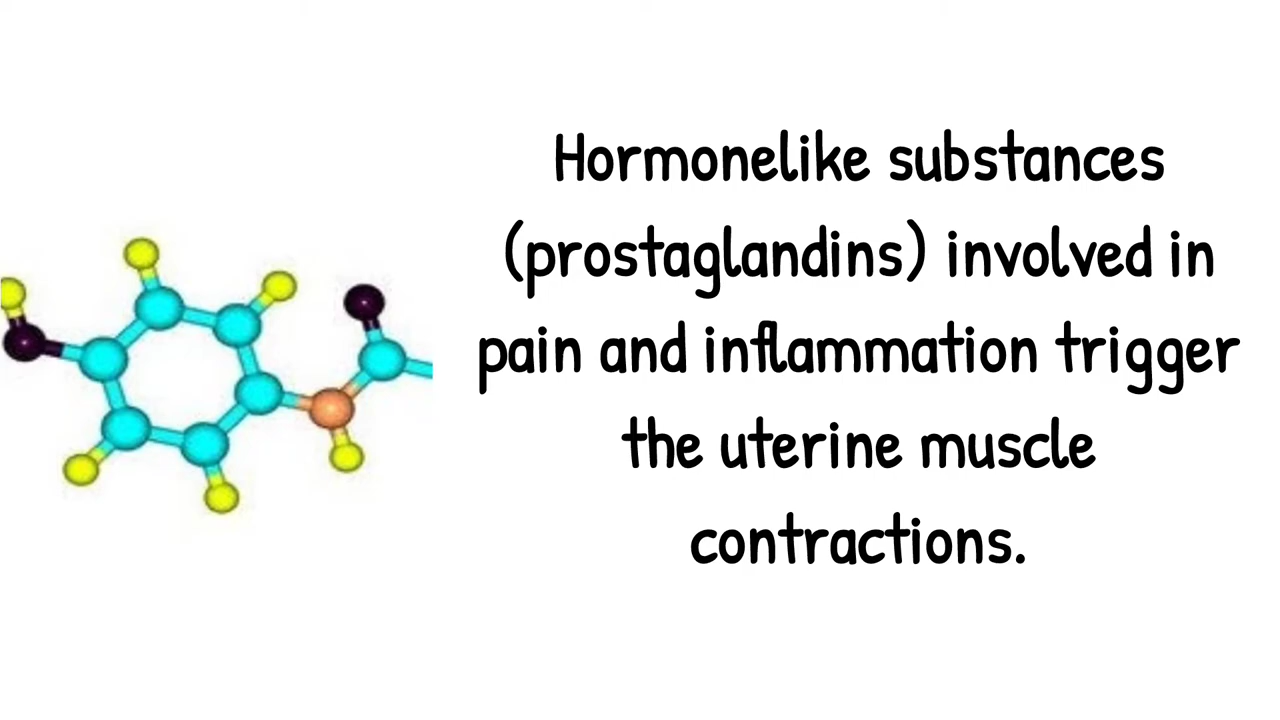 Hormonelike substances
(prostaglandins) involved in
pain and inflammation trigger
the uterine muscle
contractions.